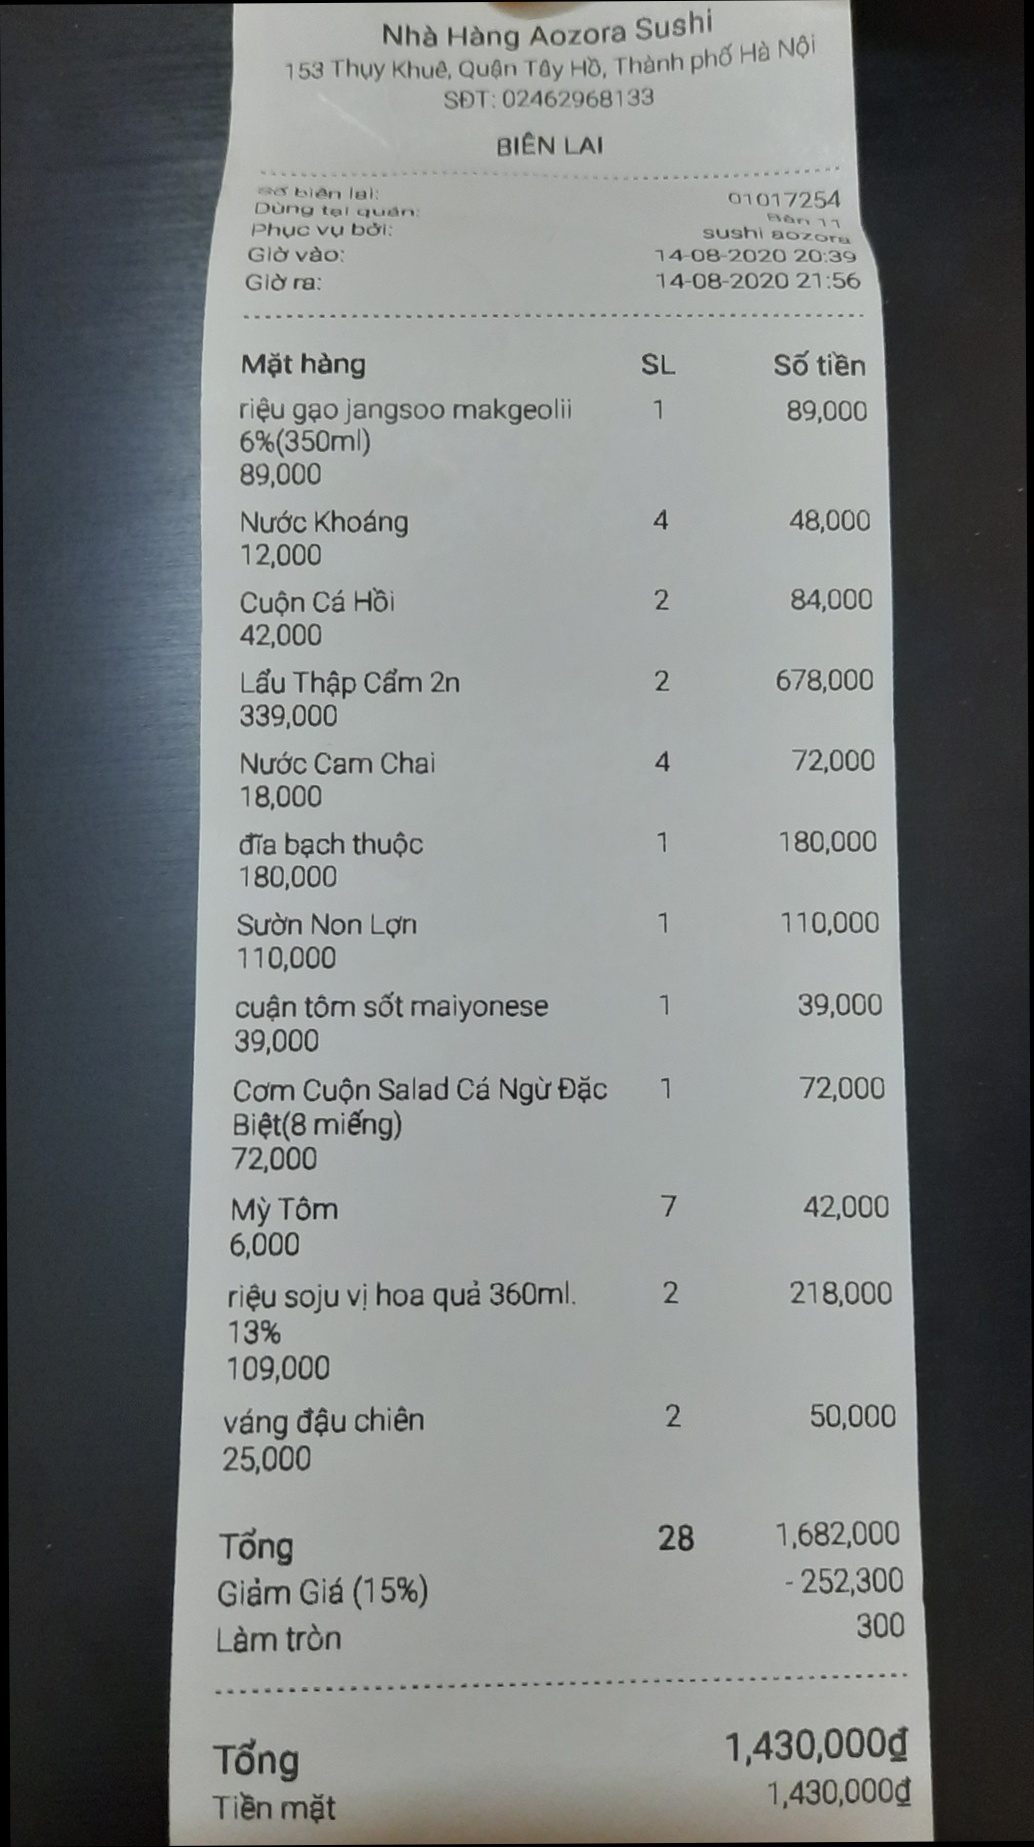 Nhà Hàng Aozora Sushi
153 Thụy Khuê, Quận Tây Hồ, Thành phố Hà Nội
SĐT: 02462968133
BIÊN LAI
Số biên lai: 01017254
Dùng tại quán: Bàn 11
Phục vụ bởi: sushi aozora
Giờ vào: 14-08-2020 20:39
Giờ ra: 14-08-2020 21:56
Mặt hàng SL Số tiền
riệu gạo jangsoo makgeolii 1 89,000
6%(350ml)
89,000
Nước Khoáng 4 48,000
12,000
Cuộn Cá Hồi 2 84,000
42,000
Lẩu Thập Cẩm 2n 2 678,000
339,000
Nước Cam Chai 4 72,000
18,000
đĩa bạch thuộc 1 180,000
180,000
Sườn Non Lợn 1 110,000
110,000
cuận tôm sốt maiyonese 1 39,000
39,000
Cơm Cuộn Salad Cá Ngừ Đặc 1 72,000
Biệt(8 miếng)
72,000
Mỳ Tôm 7 42,000
6,000
riệu soju vị hoa quả 360ml. 2 218,000
13%
109,000
váng đậu chiên 2 50,000
25,000
Tổng 28 1,682,000
Giảm Giá (15%) - 252,300
Làm tròn 300
Tổng 1,430,000₫
Tiền mặt 1,430,000₫